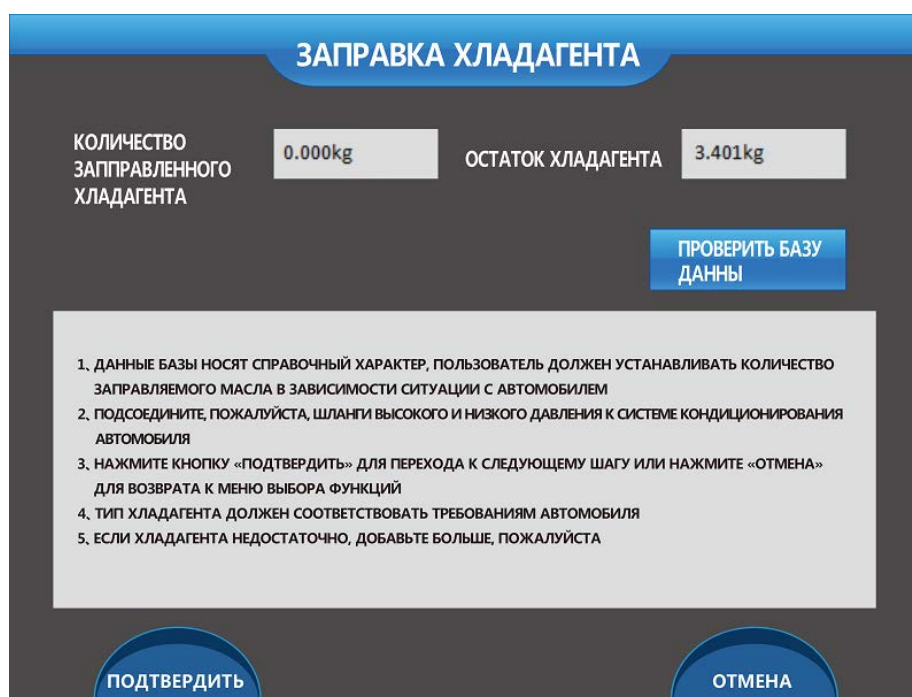 ЗАПРАВКА ХЛАДАГЕНТА
КОЛИЧЕСТВО
ЗАППРАВЛЕННОГО
ХЛАДАГЕНТА
0.000kg
ОСТАТОК ХЛАДАГЕНТА
3.401kg
ПРОВЕРИТЬ БАЗУ
ДАННЫ
1、ДАННЫЕ БАЗЫ НОСЯТ СПРАВОЧНЫЙ ХАРАКТЕР, ПОЛЬЗОВАТЕЛЬ ДОЛЖЕН УСТАНАВЛИВАТЬ КОЛИЧЕСТВО
ЗАПРАВЛЯЕМОГО МАСЛА В ЗАВИСИМОСТИ СИТУАЦИИ С АВТОМОБИЛЕМ
2、ПОДСОЕДИНИТЕ, ПОЖАЛУЙСТА, ШЛАНГИ ВЫСОКОГО И НИЗКОГО ДАВЛЕНИЯ К СИСТЕМЕ КОНДИЦИОНИРОВАНИЯ
АВТОМОБИЛЯ
3、НАЖМИТЕ КНОПКУ «ПОДТВЕРДИТЬ» ДЛЯ ПЕРЕХОДА К СЛЕДУЮЩЕМУ ШАГУ ИЛИ НАЖМИТЕ «ОТМЕНА»
ДЛЯ ВОЗВРАТА К МЕНЮ ВЫБОРА ФУНКЦИЙ
4、ТИП ХЛАДАГЕНТА ДОЛЖЕН СООТВЕТСТВОВАТЬ ТРЕБОВАНИЯМ АВТОМОБИЛЯ
5、ЕСЛИ ХЛАДАГЕНТА НЕДОСТАТОЧНО, ДОБАВЬТЕ БОЛЬШЕ, ПОЖАЛУЙСТА
ПОДТВЕРДИТЬ
ОТМЕНА